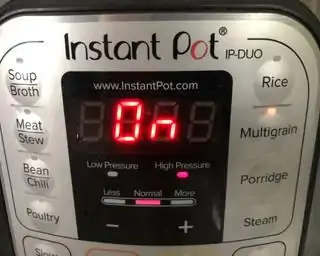 Instant Pot® IP-DUO
www.InstantPot.com
On
Soup
Broth
Meat
Stew
Bean
Chili
Poultry
Slow
Low Pressure High Pressure
Less Normal More
− +
Rice
Multigrain
Porridge
Steam